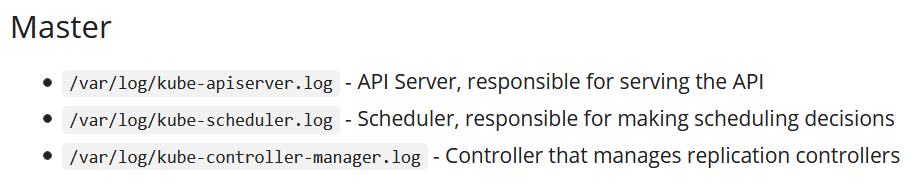 Master
/var/log/kube-apiserver.log - API Server, responsible for serving the API
/var/log/kube-scheduler.log - Scheduler, responsible for making scheduling decisions
/var/log/kube-controller-manager.log - Controller that manages replication controllers